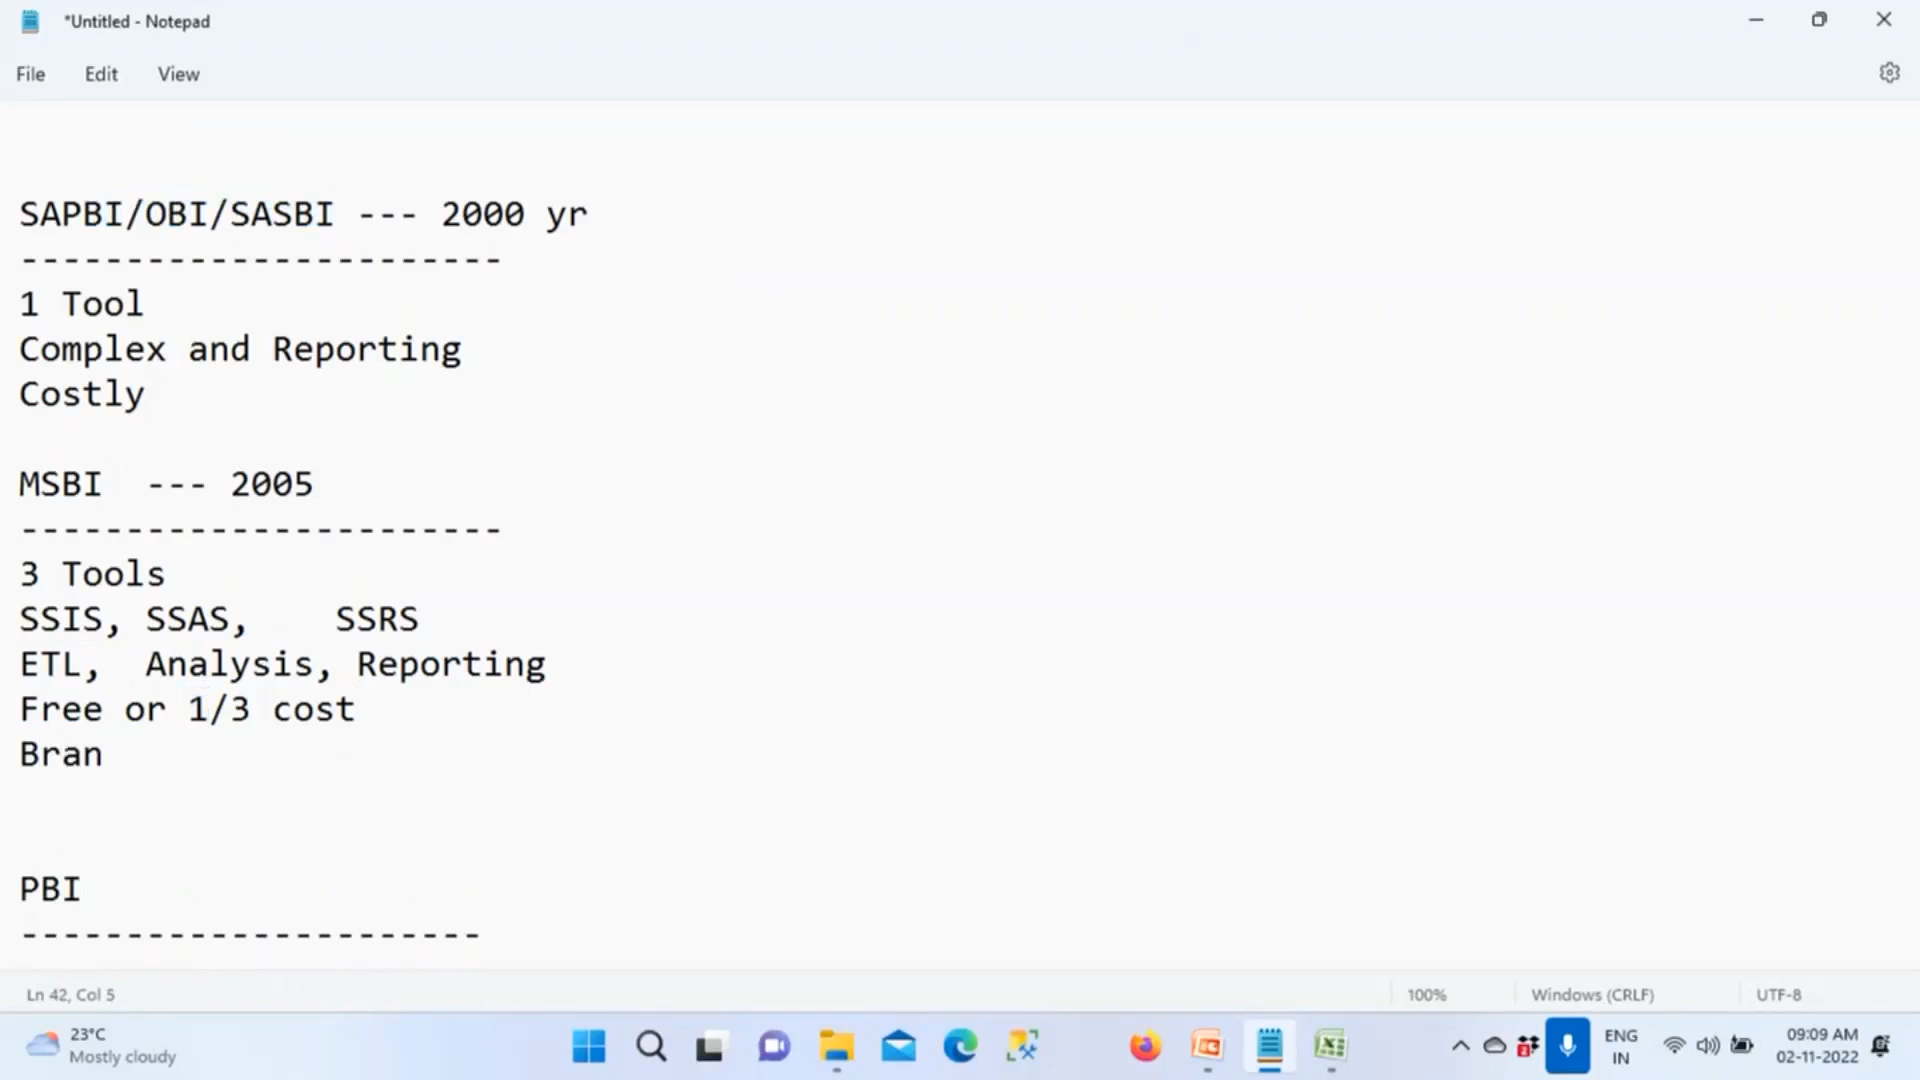 *Untitled - Notepad
File Edit View
SAPBI/OBI/SASBI --- 2000 yr
-----------------------
1 Tool
Complex and Reporting
Costly
MSBI --- 2005
-----------------------
3 Tools
SSIS, SSAS, SSRS
ETL, Analysis, Reporting
Free or 1/3 cost
Bran
PBI
----------------------
Ln 42, Col 5 100% Windows (CRLF) UTF-8
23°C
Mostly cloudy
ENG
IN
09:09 AM
02-11-2022